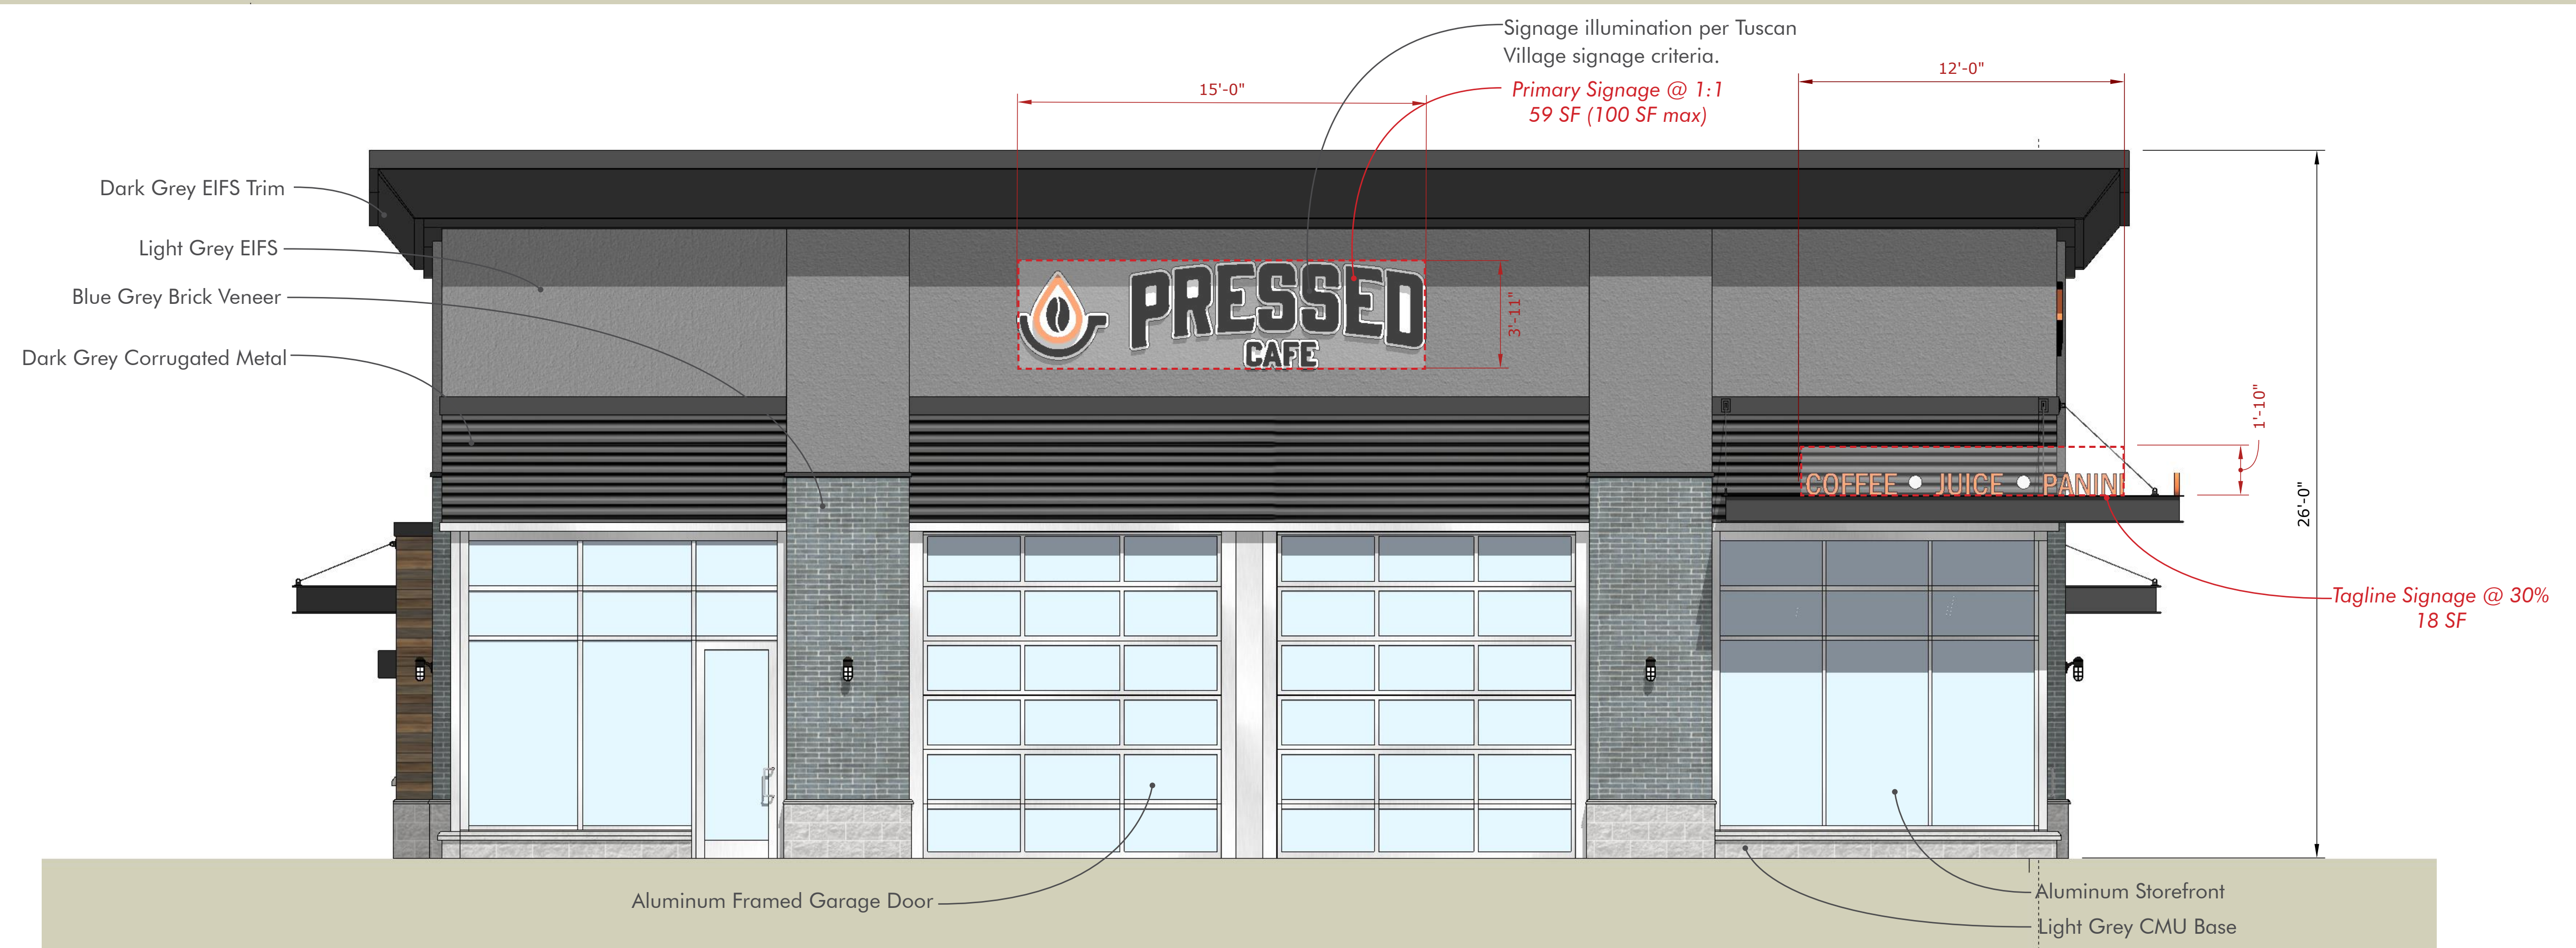 Signage illumination per Tuscan
Village signage criteria.
Primary Signage @ 1:1
59 SF (100 SF max)
15'-0"
12'-0"
Dark Grey EIFS Trim
Light Grey EIFS
Blue Grey Brick Veneer
Dark Grey Corrugated Metal
PRESSED
CAFE
3'-11"
1'-10"
COFFEE ● JUICE ● PANINI
26'-0"
Tagline Signage @ 30%
18 SF
Aluminum Framed Garage Door
Aluminum Storefront
Light Grey CMU Base